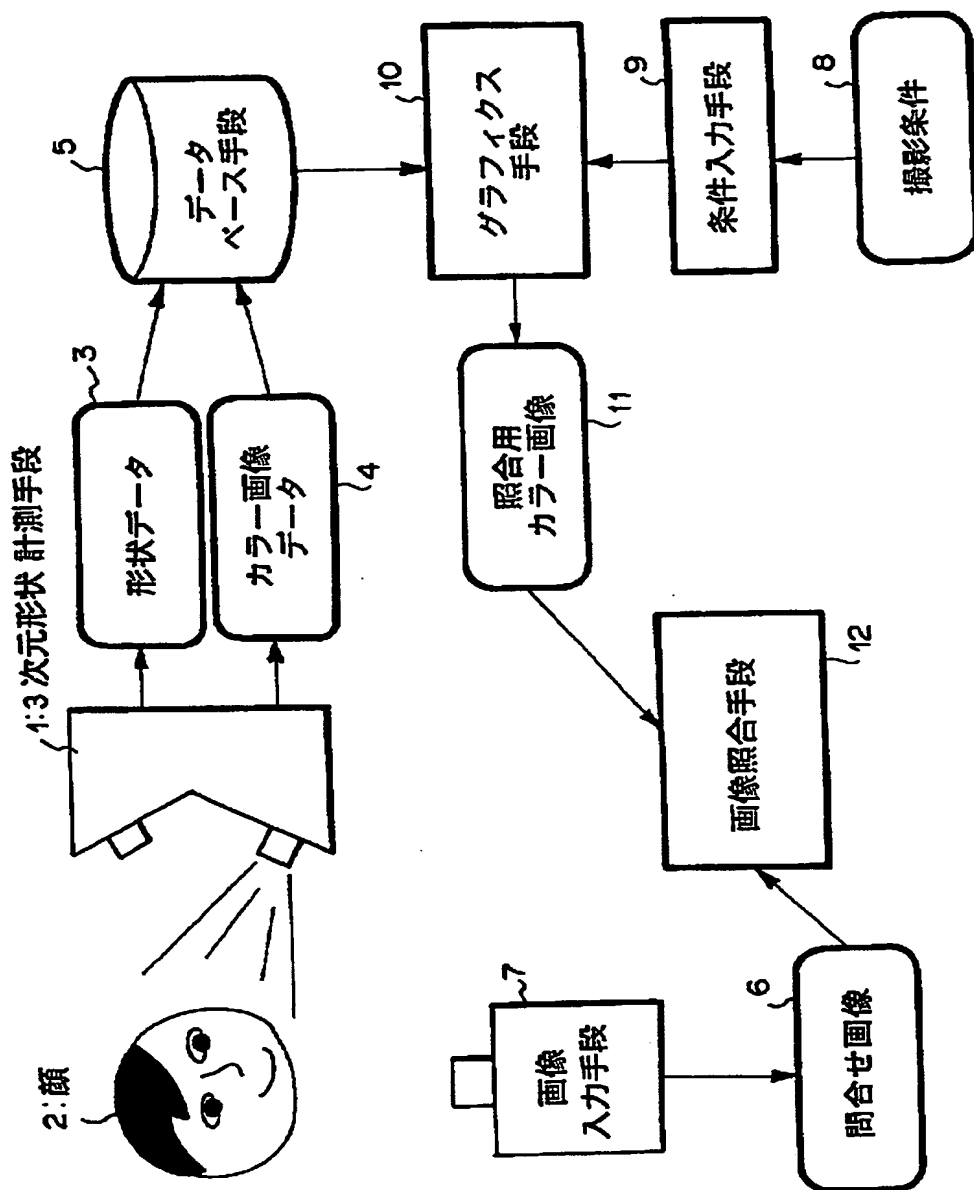 2:顔
1:3 次元形状 計測手段
3
形状データ
カラー画像
データ
4
5
データ
ベース手段
7
画像
入力手段
6
問合せ画像
画像照合手段
12
照合用
カラー画像
11
10
グラフィクス
手段
9
条件入力手段
8
撮影条件